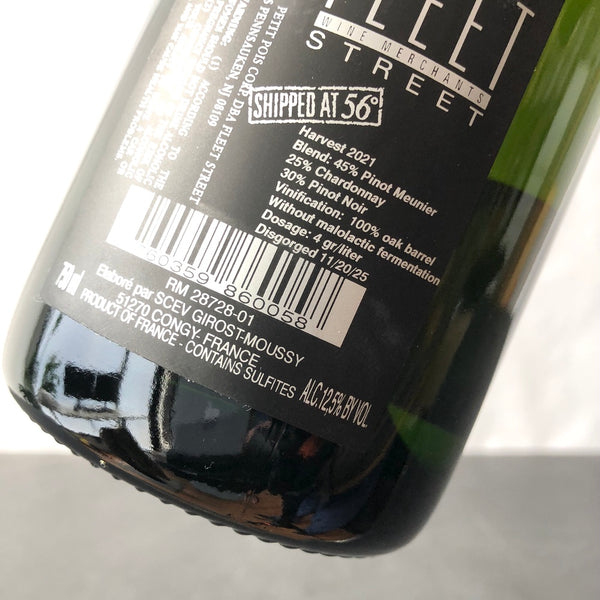 FLEET
WINE MERCHANTS
STREET
SHIPPED AT 56°
PETIT POIS CORP. DBA FLEET STREET
PENNSAUKEN, NJ 08109
Harvest 2021
Blend: 45% Pinot Meunier
25% Chardonnay
30% Pinot Noir
Vinification: 100% oak barrel
Without malolactic fermentation
Dosage: 4 gr/liter
Disgorged 11/20/25
50359 860058
750ml
RM 28728-01
Elaboré par SCEV GIROST-MOUSSY
51270 CONGY, FRANCE
PRODUCT OF FRANCE - CONTAINS SULFITES
ALC.12,5% BY VOL